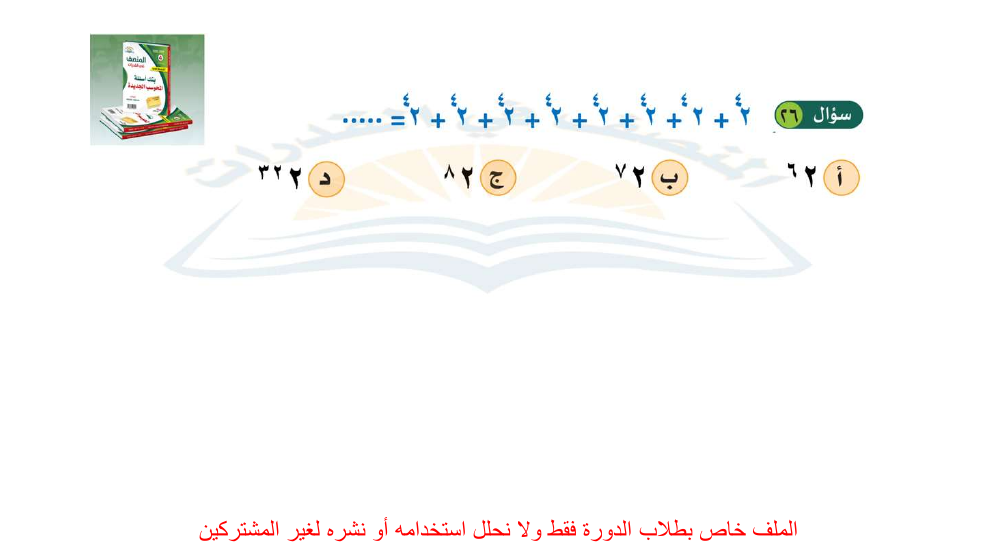 المنصف
بنك أسئلة
المحوسب الجديدة
سؤال ٢٦ ٢^٤ + ٢^٤ + ٢^٤ + ٢^٤ + ٢^٤ + ٢^٤ + ٢^٤ + ٢^٤ = .....
أ ٢^٦ ب ٢^٧ ج ٢^٨ د ٢^٣٢
الملف خاص بطلاب الدورة فقط ولا نحلل استخدامه أو نشره لغير المشتركين